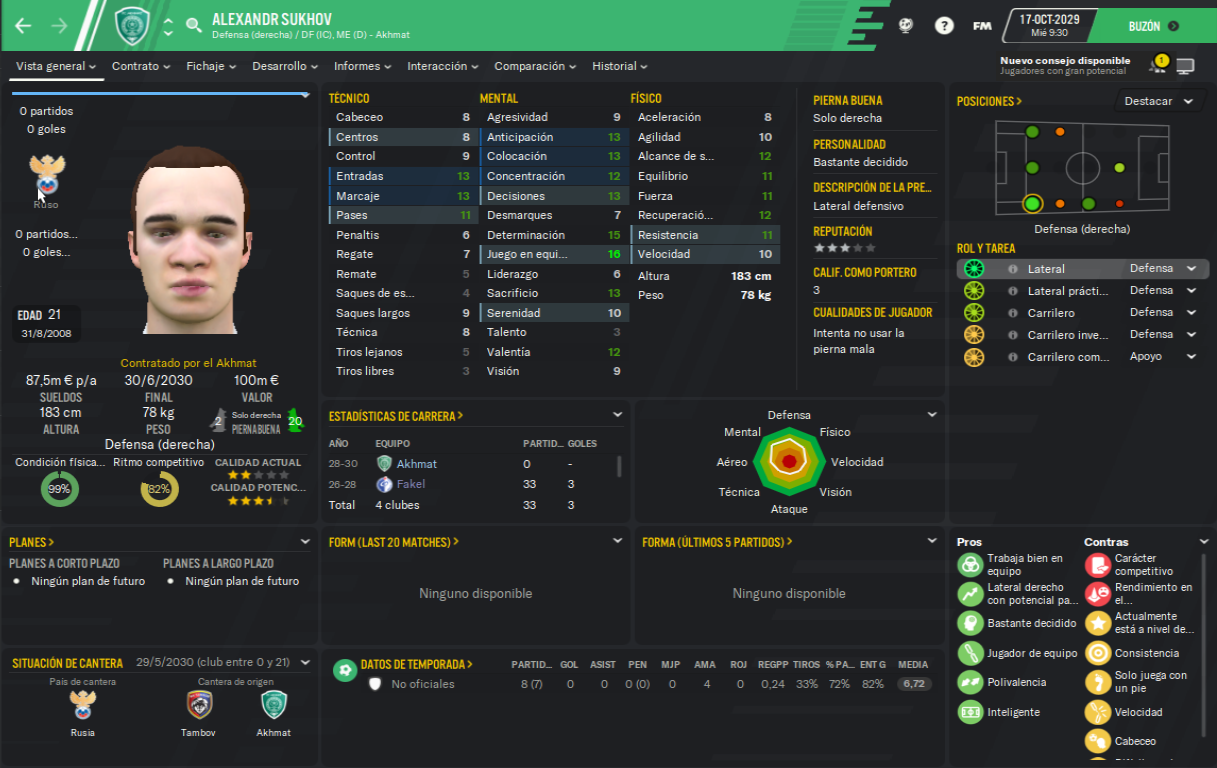 ALEXANDR SUKHOV
Defensa (derecha) / DF (IC), ME (D) - Akhmat
FM
17-OCT-2029
Mié 9:30
BUZÓN
Vista general
Contrato
Fichaje
Desarrollo
Informes
Interacción
Comparación
Historial
Nuevo consejo disponible
Jugadores con gran potencial
1
0 partidos
0 goles
Ruso
0 partidos...
0 goles...
EDAD 21
31/8/2008
Contratado por el Akhmat
87,5m € p/a 30/6/2030 100m €
SUELDOS FINAL VALOR
183 cm 78 kg 2 Solo derecha 20
ALTURA PESO PIERNA BUENA
Defensa (derecha)
Condición física... Ritmo competitivo CALIDAD ACTUAL
99% 82%
CALIDAD POTENC...
TÉCNICO
Cabeceo 8
Centros 8
Control 9
Entradas 13
Marcaje 13
Pases 11
Penaltis 6
Regate 7
Remate 5
Saques de es... 4
Saques largos 9
Técnica 8
Tiros lejanos 5
Tiros libres 3
MENTAL
Agresividad 9
Anticipación 13
Colocación 13
Concentración 12
Decisiones 13
Desmarques 7
Determinación 15
Juego en equi... 16
Liderazgo 6
Sacrificio 13
Serenidad 10
Talento 3
Valentía 12
Visión 9
FÍSICO
Aceleración 8
Agilidad 10
Alcance de s... 12
Equilibrio 11
Fuerza 11
Recuperació... 12
Resistencia 11
Velocidad 10
Altura 183 cm
Peso 78 kg
PIERNA BUENA
Solo derecha
PERSONALIDAD
Bastante decidido
DESCRIPCIÓN DE LA PRE...
Lateral defensivo
REPUTACIÓN
CALIF. COMO PORTERO
3
CUALIDADES DE JUGADOR
Intenta no usar la
pierna mala
POSICIONES >
Destacar
Defensa (derecha)
ROL Y TAREA
Lateral Defensa
Lateral prácti... Defensa
Carrilero Defensa
Carrilero inve... Defensa
Carrilero com... Apoyo
ESTADÍSTICAS DE CARRERA >
AÑO EQUIPO PARTID... GOLES
28-30 Akhmat 0 -
26-28 Fakel 33 3
Total 4 clubes 33 3
Defensa
Mental Físico
Aéreo Velocidad
Técnica Visión
Ataque
PLANES >
PLANES A CORTO PLAZO PLANES A LARGO PLAZO
Ningún plan de futuro Ningún plan de futuro
FORM (LAST 20 MATCHES) >
Ninguno disponible
FORMA (ÚLTIMOS 5 PARTIDOS) >
Ninguno disponible
Pros
Trabaja bien en
equipo
Lateral derecho
con potencial pa...
Bastante decidido
Jugador de equipo
Polivalencia
Inteligente
Contras
Carácter
competitivo
Rendimiento en
el...
Actualmente
está a nivel de...
Consistencia
Solo juega con
un pie
Velocidad
Cabeceo
SITUACIÓN DE CANTERA 29/5/2030 (club entre 0 y 21)
País de cantera Cantera de origen
Rusia Tambov Akhmat
DATOS DE TEMPORADA > PARTID... GOL ASIST PEN MJP AMA ROJ REGPP TIROS % PA... ENT G MEDIA
No oficiales 8 (7) 0 0 0 (0) 0 4 0 0,24 33% 72% 82% 6,72